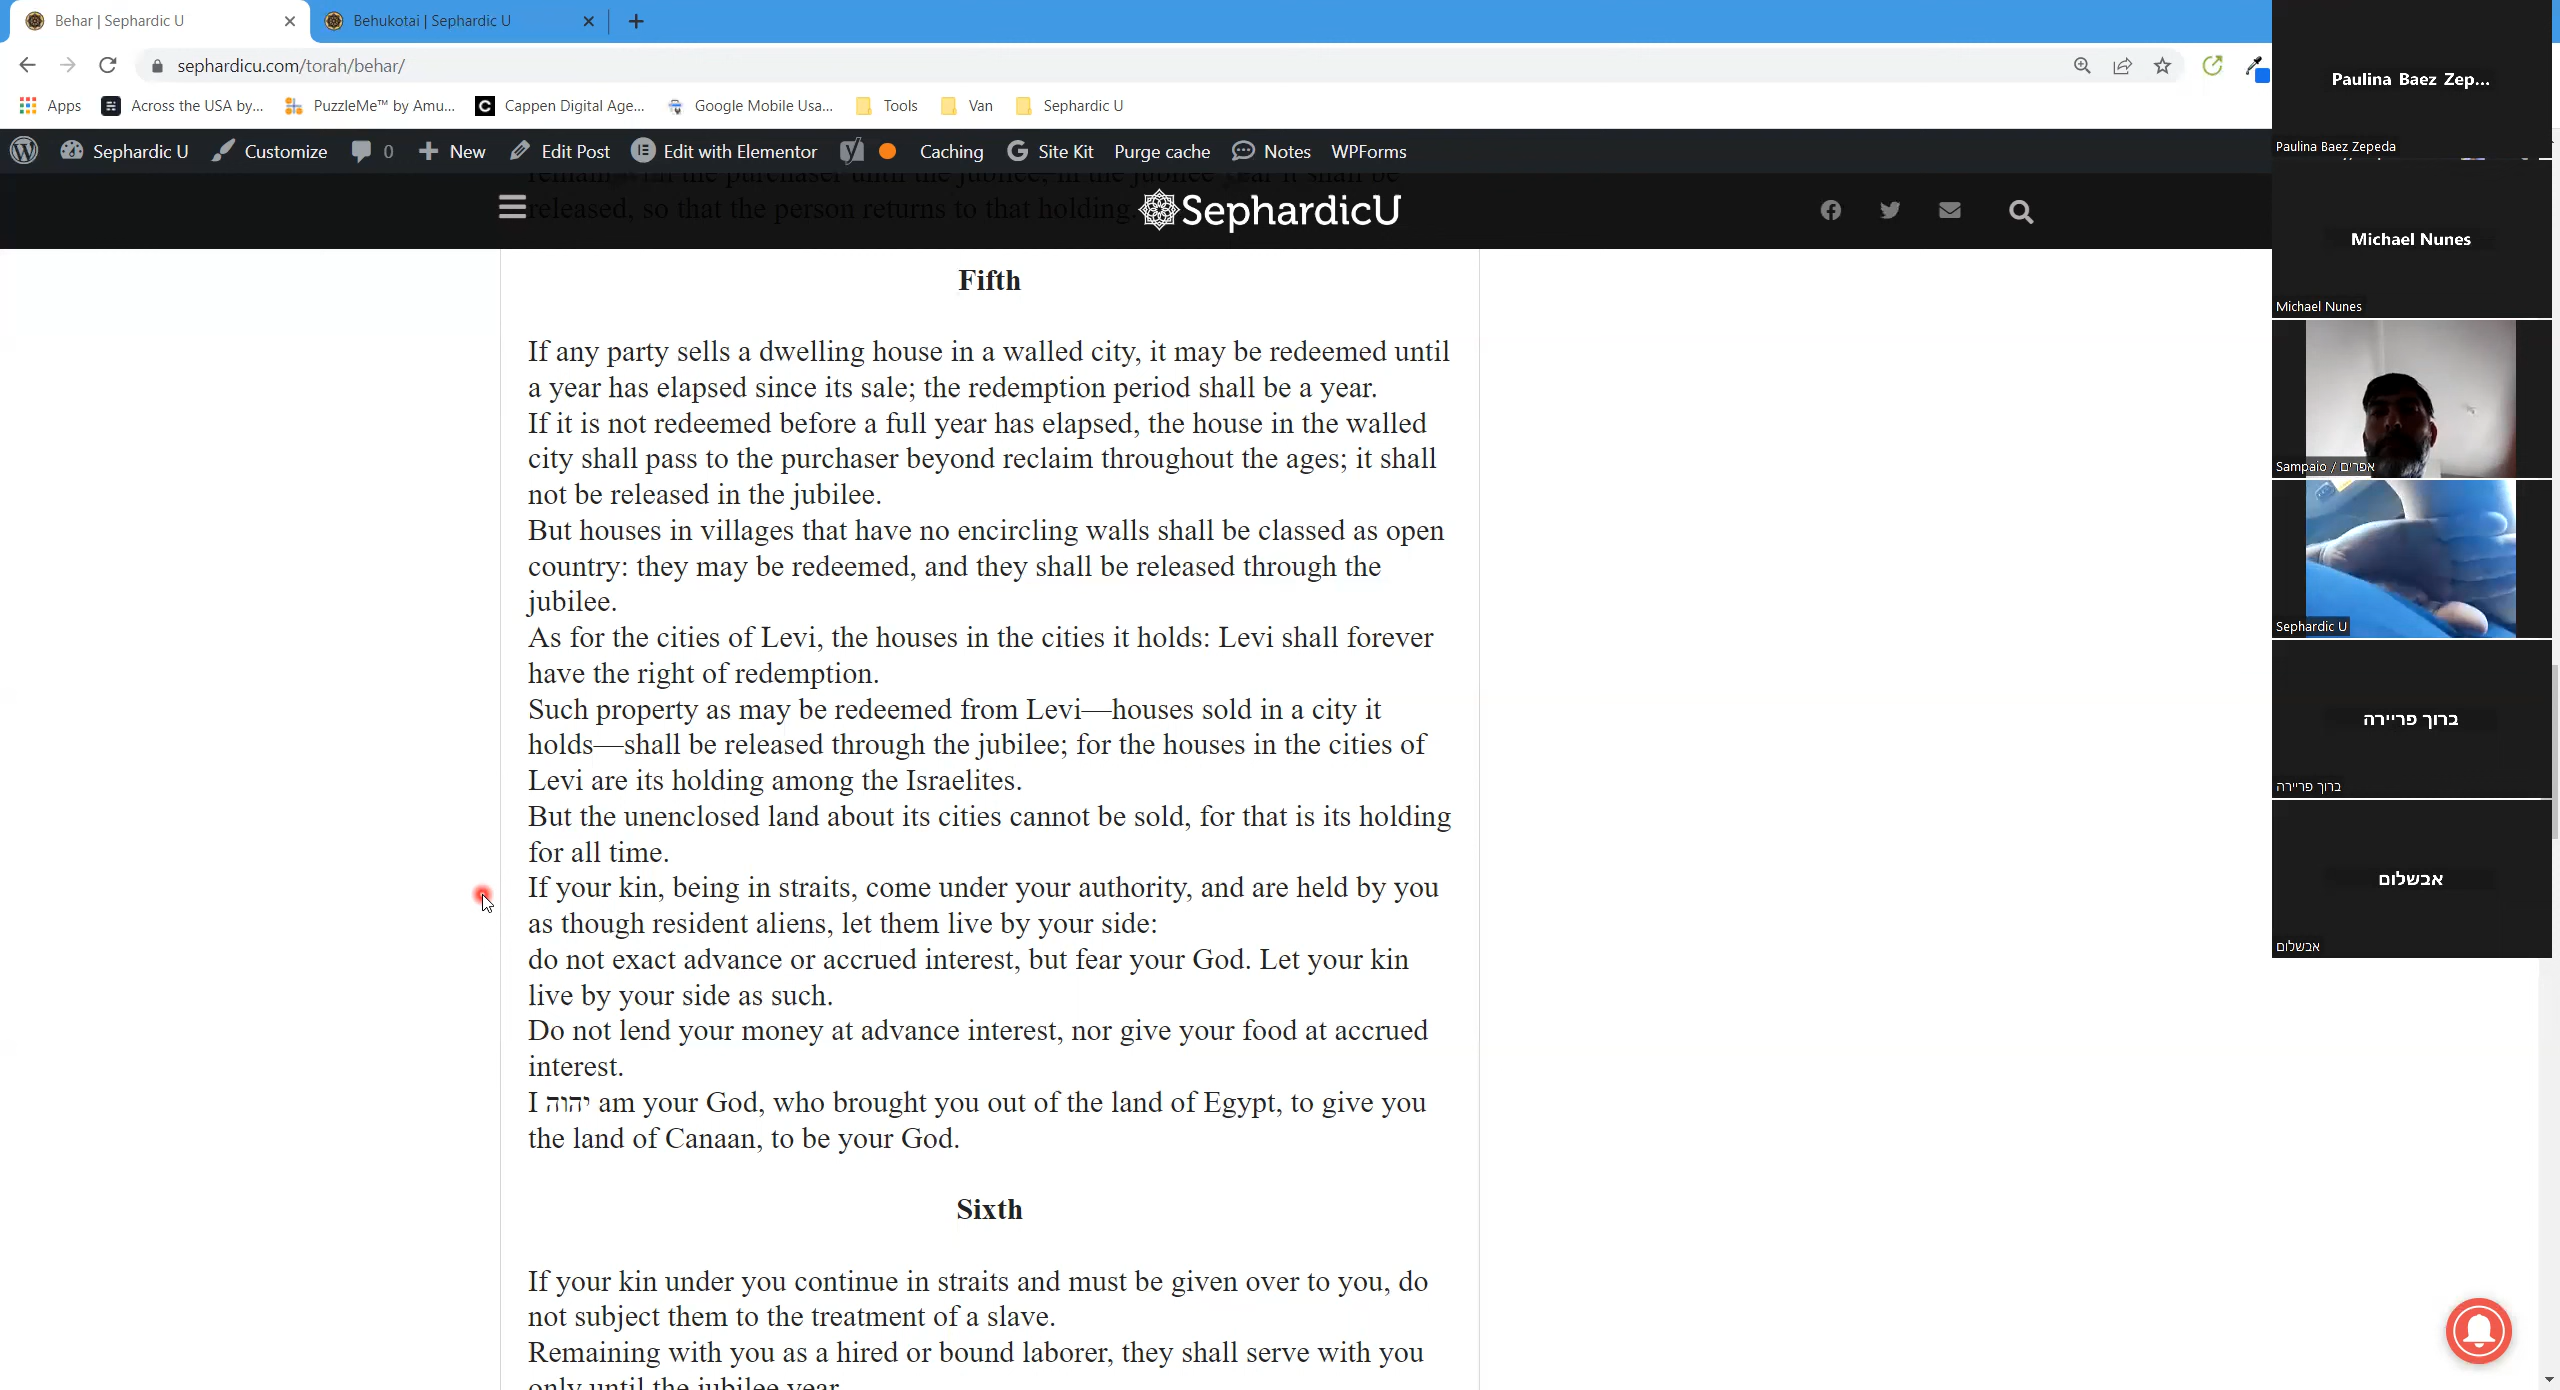 Behar | Sephardic U
Behukotai | Sephardic U
sephardicu.com/torah/behar/
Apps
Across the USA by...
PuzzleMe™ by Amu...
Cappen Digital Age...
Google Mobile Usa...
Tools
Van
Sephardic U
Sephardic U
Customize
0
New
Edit Post
Edit with Elementor
Caching
Site Kit
Purge cache
Notes
WPForms
the purchaser until the jubilee; in the jubilee year it shall be
released, so that the person returns to that holding.
SephardicU
Fifth
If any party sells a dwelling house in a walled city, it may be redeemed until
a year has elapsed since its sale; the redemption period shall be a year.
If it is not redeemed before a full year has elapsed, the house in the walled
city shall pass to the purchaser beyond reclaim throughout the ages; it shall
not be released in the jubilee.
But houses in villages that have no encircling walls shall be classed as open
country: they may be redeemed, and they shall be released through the
jubilee.
As for the cities of Levi, the houses in the cities it holds: Levi shall forever
have the right of redemption.
Such property as may be redeemed from Levi—houses sold in a city it
holds—shall be released through the jubilee; for the houses in the cities of
Levi are its holding among the Israelites.
But the unenclosed land about its cities cannot be sold, for that is its holding
for all time.
If your kin, being in straits, come under your authority, and are held by you
as though resident aliens, let them live by your side:
do not exact advance or accrued interest, but fear your God. Let your kin
live by your side as such.
Do not lend your money at advance interest, nor give your food at accrued
interest.
I יהוה am your God, who brought you out of the land of Egypt, to give you
the land of Canaan, to be your God.
Sixth
If your kin under you continue in straits and must be given over to you, do
not subject them to the treatment of a slave.
Remaining with you as a hired or bound laborer, they shall serve with you
only until the jubilee year.
Paulina Baez Zep...
Paulina Baez Zepeda
Michael Nunes
Michael Nunes
Sampaio / אפרים
Sephardic U
ברוך פריירה
ברוך פריירה
אבשלום
אבשלום